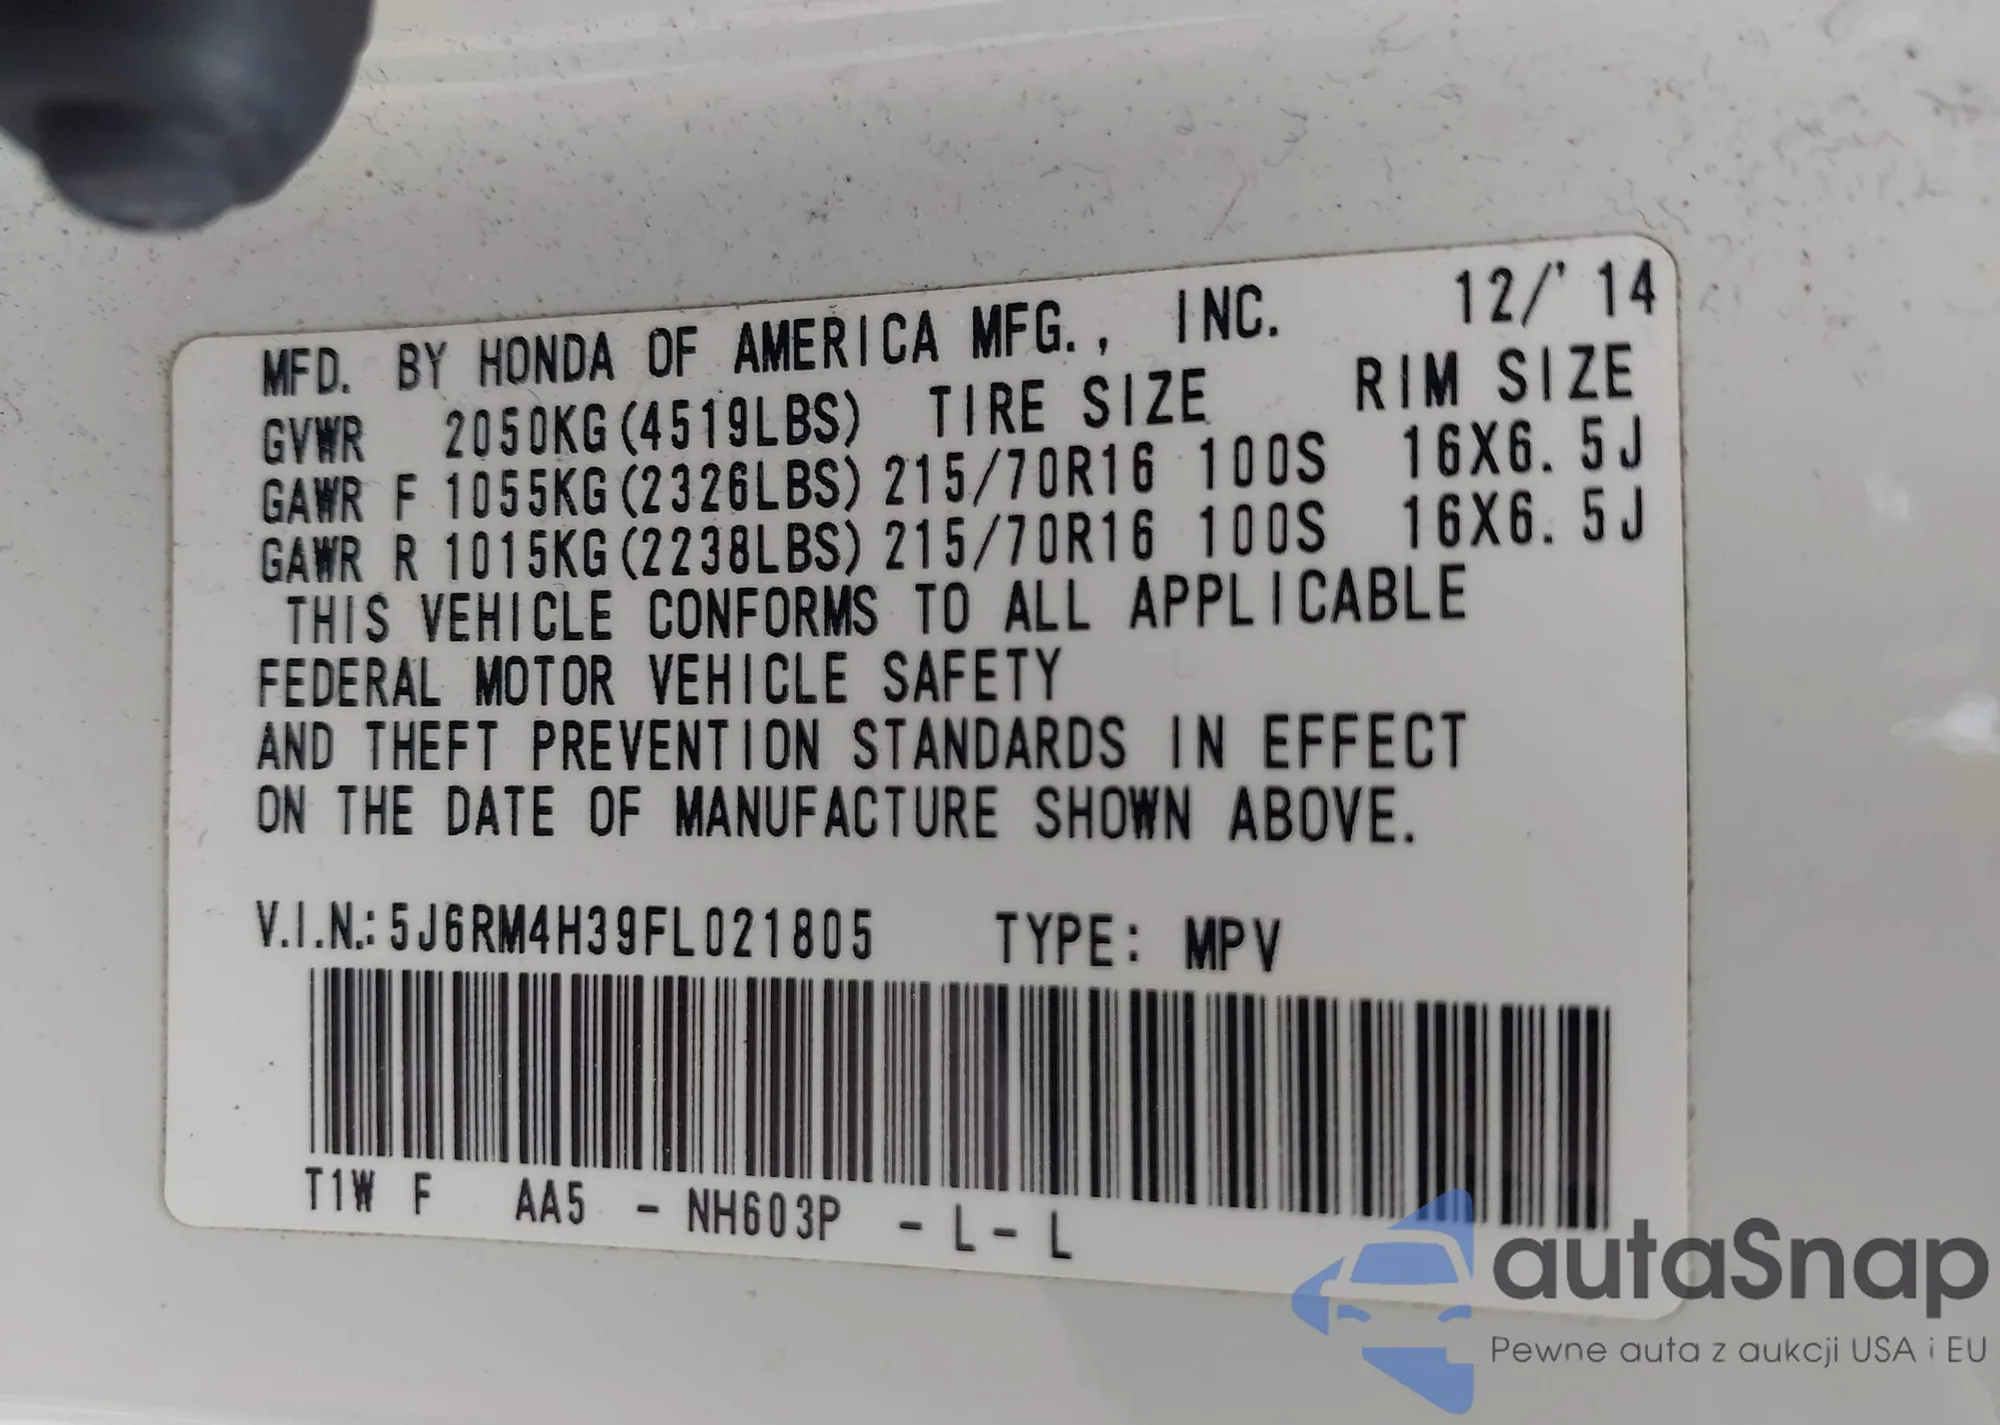 MFD. BY HONDA OF AMERICA MFG., INC. 12/'14
GVWR 2050KG(4519LBS) TIRE SIZE RIM SIZE
GAWR F 1055KG(2326LBS) 215/70R16 100S 16X6.5J
GAWR R 1015KG(2238LBS) 215/70R16 100S 16X6.5J
THIS VEHICLE CONFORMS TO ALL APPLICABLE
FEDERAL MOTOR VEHICLE SAFETY
AND THEFT PREVENTION STANDARDS IN EFFECT
ON THE DATE OF MANUFACTURE SHOWN ABOVE.
V.I.N.: 5J6RM4H39FL021805 TYPE: MPV
T1W F AA5 - NH603P - L - L
autaSnap
Pewne auta z aukcji USA i EU